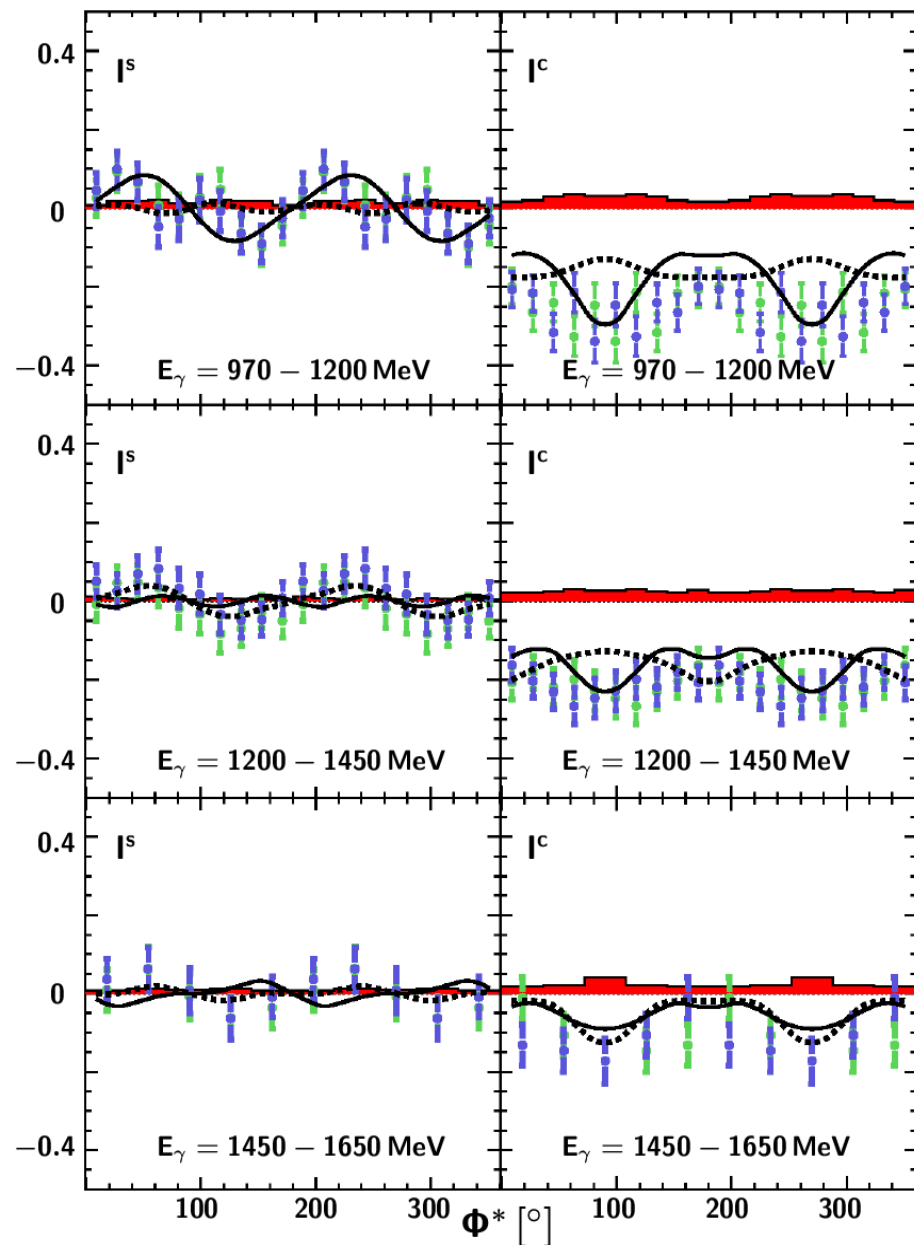 0.4
I^s
I^c
0
−0.4
E_γ = 970 − 1200 MeV
E_γ = 970 − 1200 MeV
0.4
I^s
I^c
0
−0.4
E_γ = 1200 − 1450 MeV
E_γ = 1200 − 1450 MeV
0.4
I^s
I^c
0
−0.4
E_γ = 1450 − 1650 MeV
E_γ = 1450 − 1650 MeV
100 200 300 100 200 300
Φ* [°]